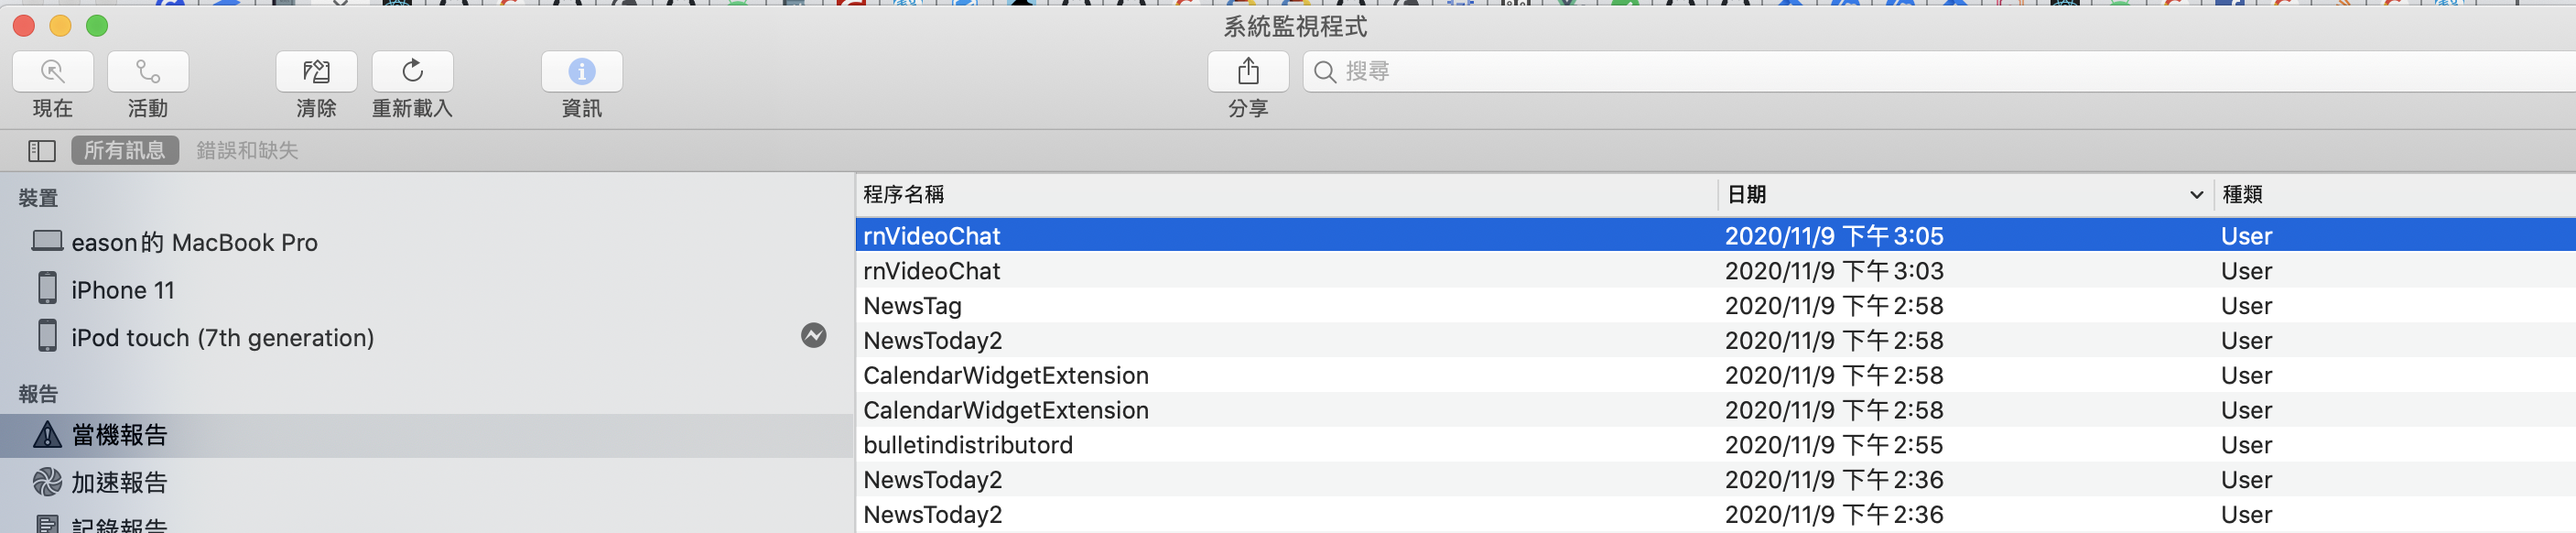 系統監視程式
現在 活動 清除 重新載入 資訊 分享 搜尋
所有訊息 錯誤和缺失
裝置
eason的 MacBook Pro
iPhone 11
iPod touch (7th generation)
報告
當機報告
加速報告
記錄報告
程序名稱 日期 種類
rnVideoChat 2020/11/9 下午3:05 User
rnVideoChat 2020/11/9 下午3:03 User
NewsTag 2020/11/9 下午2:58 User
NewsToday2 2020/11/9 下午2:58 User
CalendarWidgetExtension 2020/11/9 下午2:58 User
CalendarWidgetExtension 2020/11/9 下午2:58 User
bulletindistributord 2020/11/9 下午2:55 User
NewsToday2 2020/11/9 下午2:36 User
NewsToday2 2020/11/9 下午2:36 User